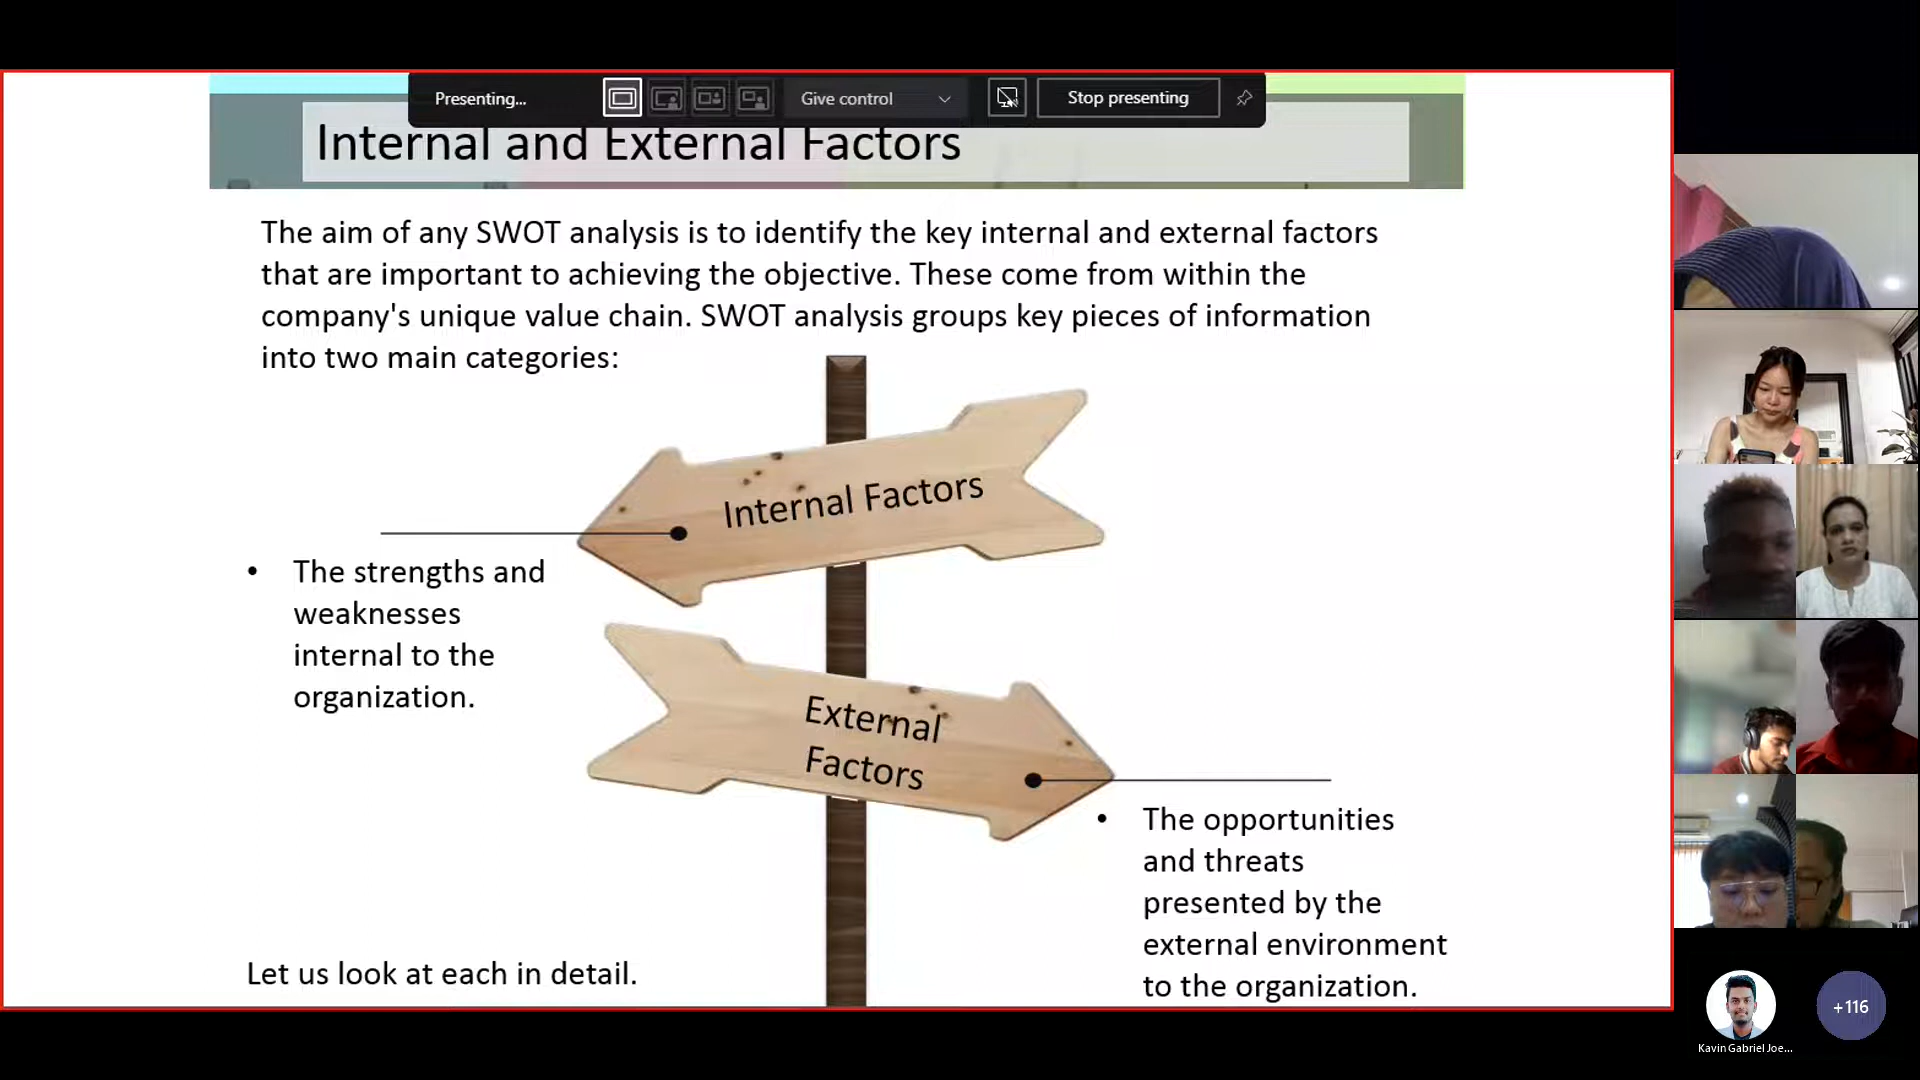 Presenting...
Give control
Stop presenting
Internal and External Factors
The aim of any SWOT analysis is to identify the key internal and external factors
that are important to achieving the objective. These come from within the
company's unique value chain. SWOT analysis groups key pieces of information
into two main categories:
Internal Factors
• The strengths and
weaknesses
internal to the
organization.
External
Factors
• The opportunities
and threats
presented by the
external environment
to the organization.
Let us look at each in detail.
+116
Kavin Gabriel Joe...